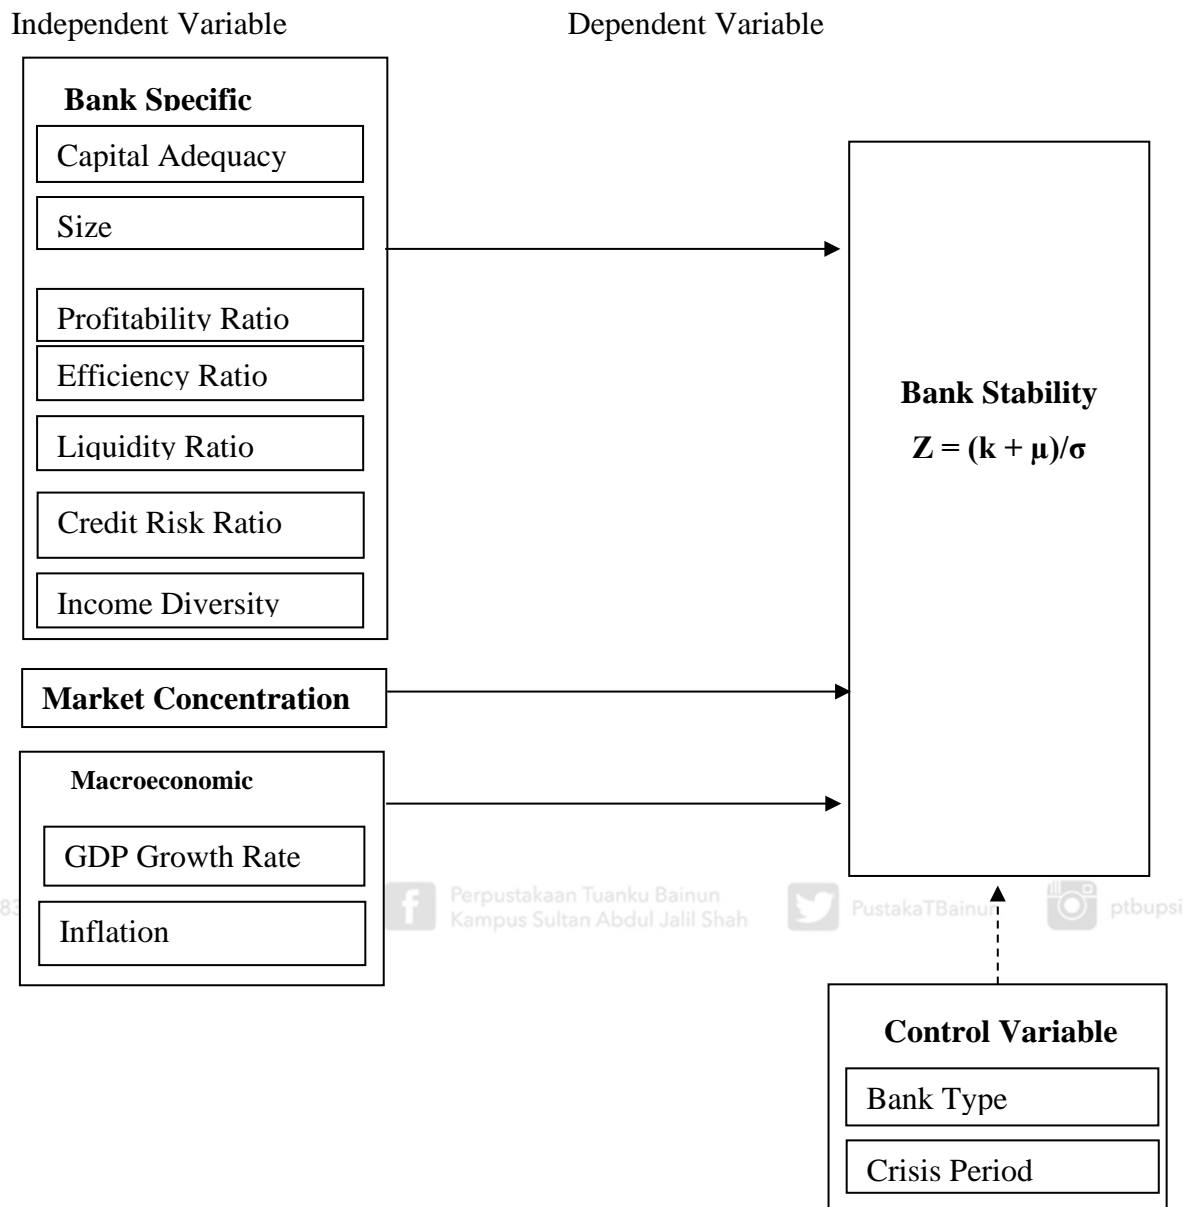 Independent Variable
Dependent Variable
Bank Specific
Capital Adequacy
Size
Profitability Ratio
Efficiency Ratio
Liquidity Ratio
Credit Risk Ratio
Income Diversity
Bank Stability
Z = (k + μ)/σ
Market Concentration
Macroeconomic
GDP Growth Rate
Inflation
83
Perpustakaan Tuanku Bainun
Kampus Sultan Abdul Jalil Shah
PustakaTBainun
ptbupsi
Control Variable
Bank Type
Crisis Period